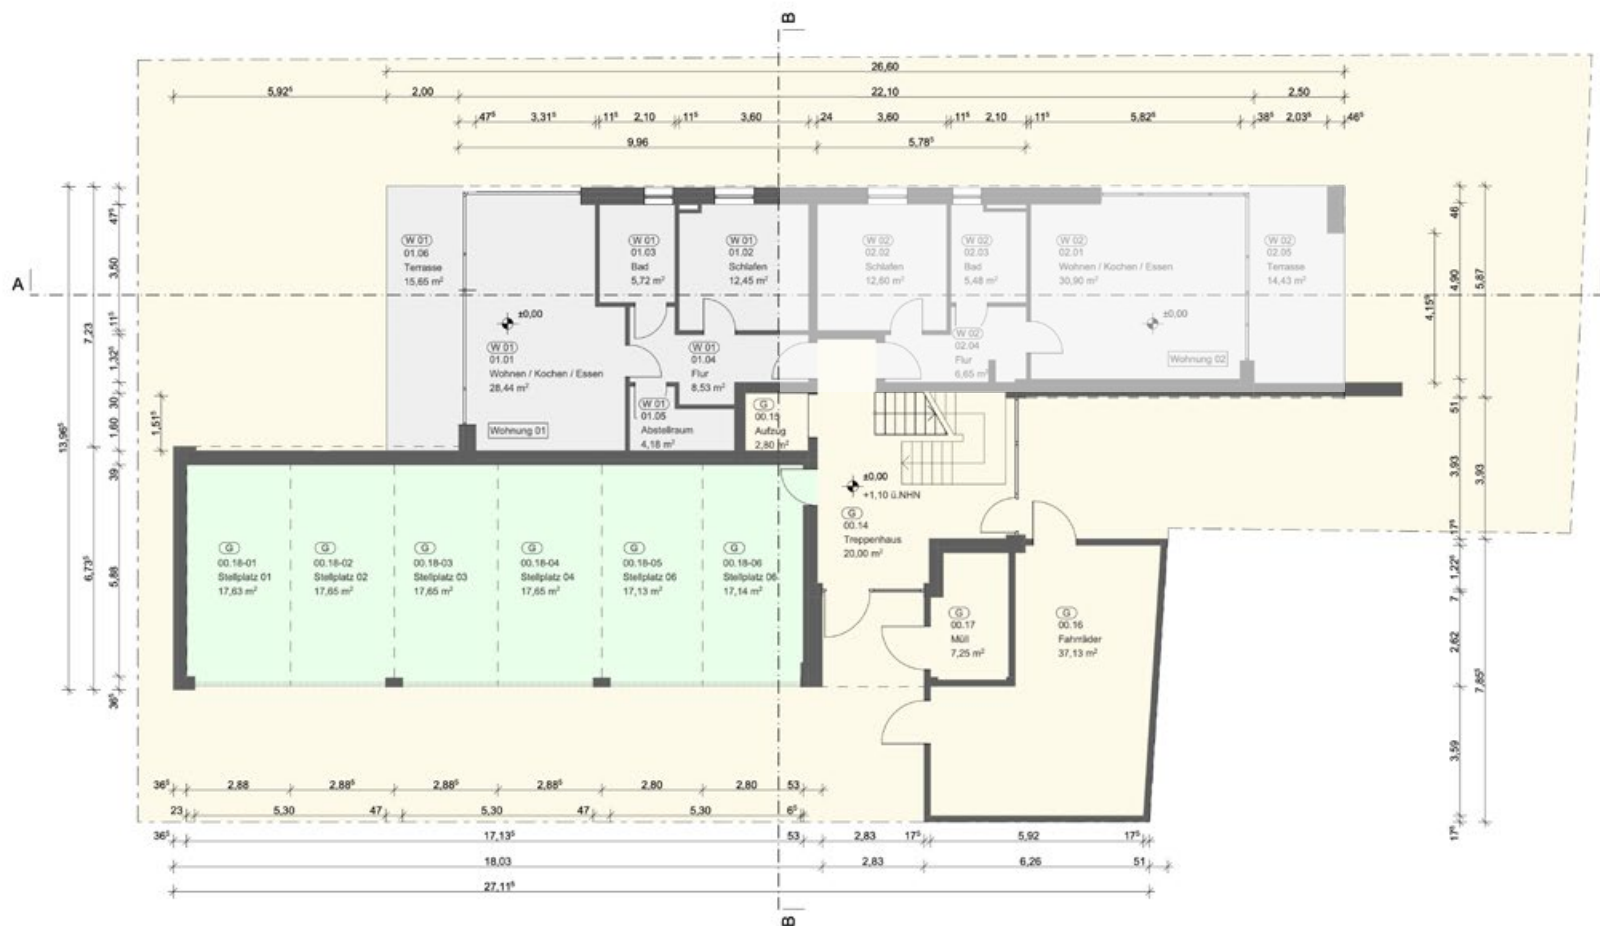 B
26,60
5,92⁵
2,00
22,10
2,50
47⁵
3,31⁵
11⁵
2,10
11⁵
3,60
24
3,60
11⁵
2,10
11⁵
5,82⁵
38⁵
2,03⁵
46⁵
9,96
5,78⁵
A
13,96⁵
7,23
6,73⁵
47⁵
3,60
11⁵
1,32⁵
30
1,60
39
5,88
36⁵
1,51⁵
W 01
01.06
Terrasse
15,65 m²
W 01
01.03
Bad
5,72 m²
W 01
01.02
Schlafen
12,45 m²
W 02
02.02
Schlafen
12,60 m²
W 02
02.03
Bad
5,48 m²
W 02
02.01
Wohnen / Kochen / Essen
30,90 m²
W 02
02.05
Terrasse
14,43 m²
±0,00
W 01
01.01
Wohnen / Kochen / Essen
28,44 m²
Wohnung 01
W 01
01.04
Flur
8,53 m²
W 01
01.05
Abstellraum
4,18 m²
W 02
02.04
Flur
6,65 m²
±0,00
Wohnung 02
G
00.15
Aufzug
2,80 m²
±0,00
+1,10 ü.NHN
G
00.14
Treppenhaus
20,00 m²
G
00.18-01
Stellplatz 01
17,63 m²
G
00.18-02
Stellplatz 02
17,65 m²
G
00.18-03
Stellplatz 03
17,65 m²
G
00.18-04
Stellplatz 04
17,65 m²
G
00.18-05
Stellplatz 06
17,13 m²
G
00.18-06
Stellplatz 06
17,14 m²
G
00.17
Müll
7,25 m²
G
00.16
Fahrräder
37,13 m²
4,15⁵
46
4,90
51
3,93
17⁵
1,22⁵
7
2,62
3,59
17⁵
5,87
3,93
7,85⁵
36⁵
2,88
2,88⁵
2,88⁵
2,88⁵
2,80
2,80
53
23
5,30
47
5,30
47
5,30
6⁵
36⁵
17,13⁵
53
2,83
17⁵
5,92
17⁵
18,03
2,83
6,26
51
27,11⁵
B